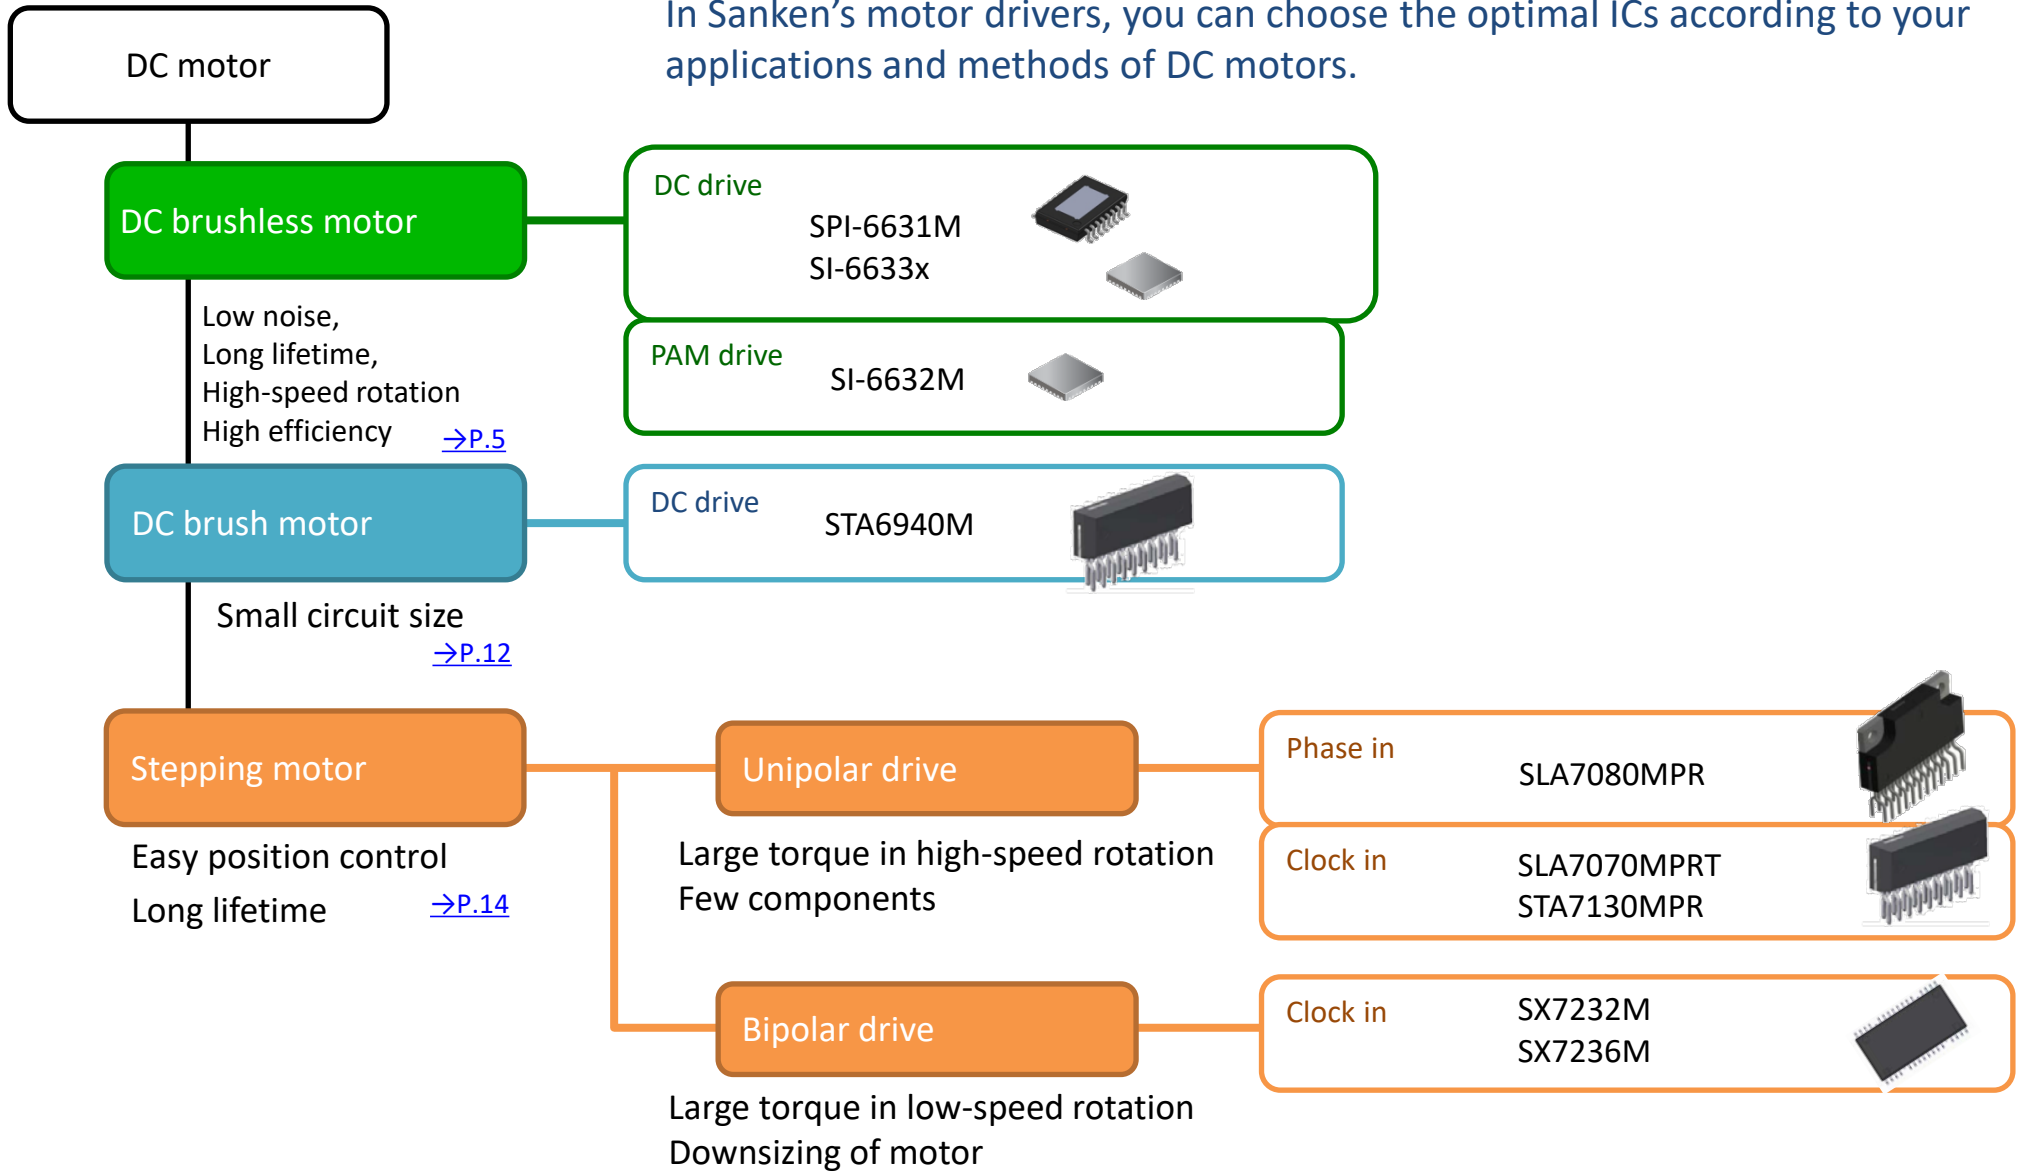 In Sanken's motor drivers, you can choose the optimal ICs according to your
applications and methods of DC motors.
DC motor
DC brushless motor
Low noise,
Long lifetime,
High-speed rotation
High efficiency
→P.5
DC drive
SPI-6631M
SI-6633x
PAM drive
SI-6632M
DC brush motor
Small circuit size
→P.12
DC drive
STA6940M
Stepping motor
Easy position control
Long lifetime
→P.14
Unipolar drive
Large torque in high-speed rotation
Few components
Phase in
SLA7080MPR
Clock in
SLA7070MPRT
STA7130MPR
Bipolar drive
Large torque in low-speed rotation
Downsizing of motor
Clock in
SX7232M
SX7236M